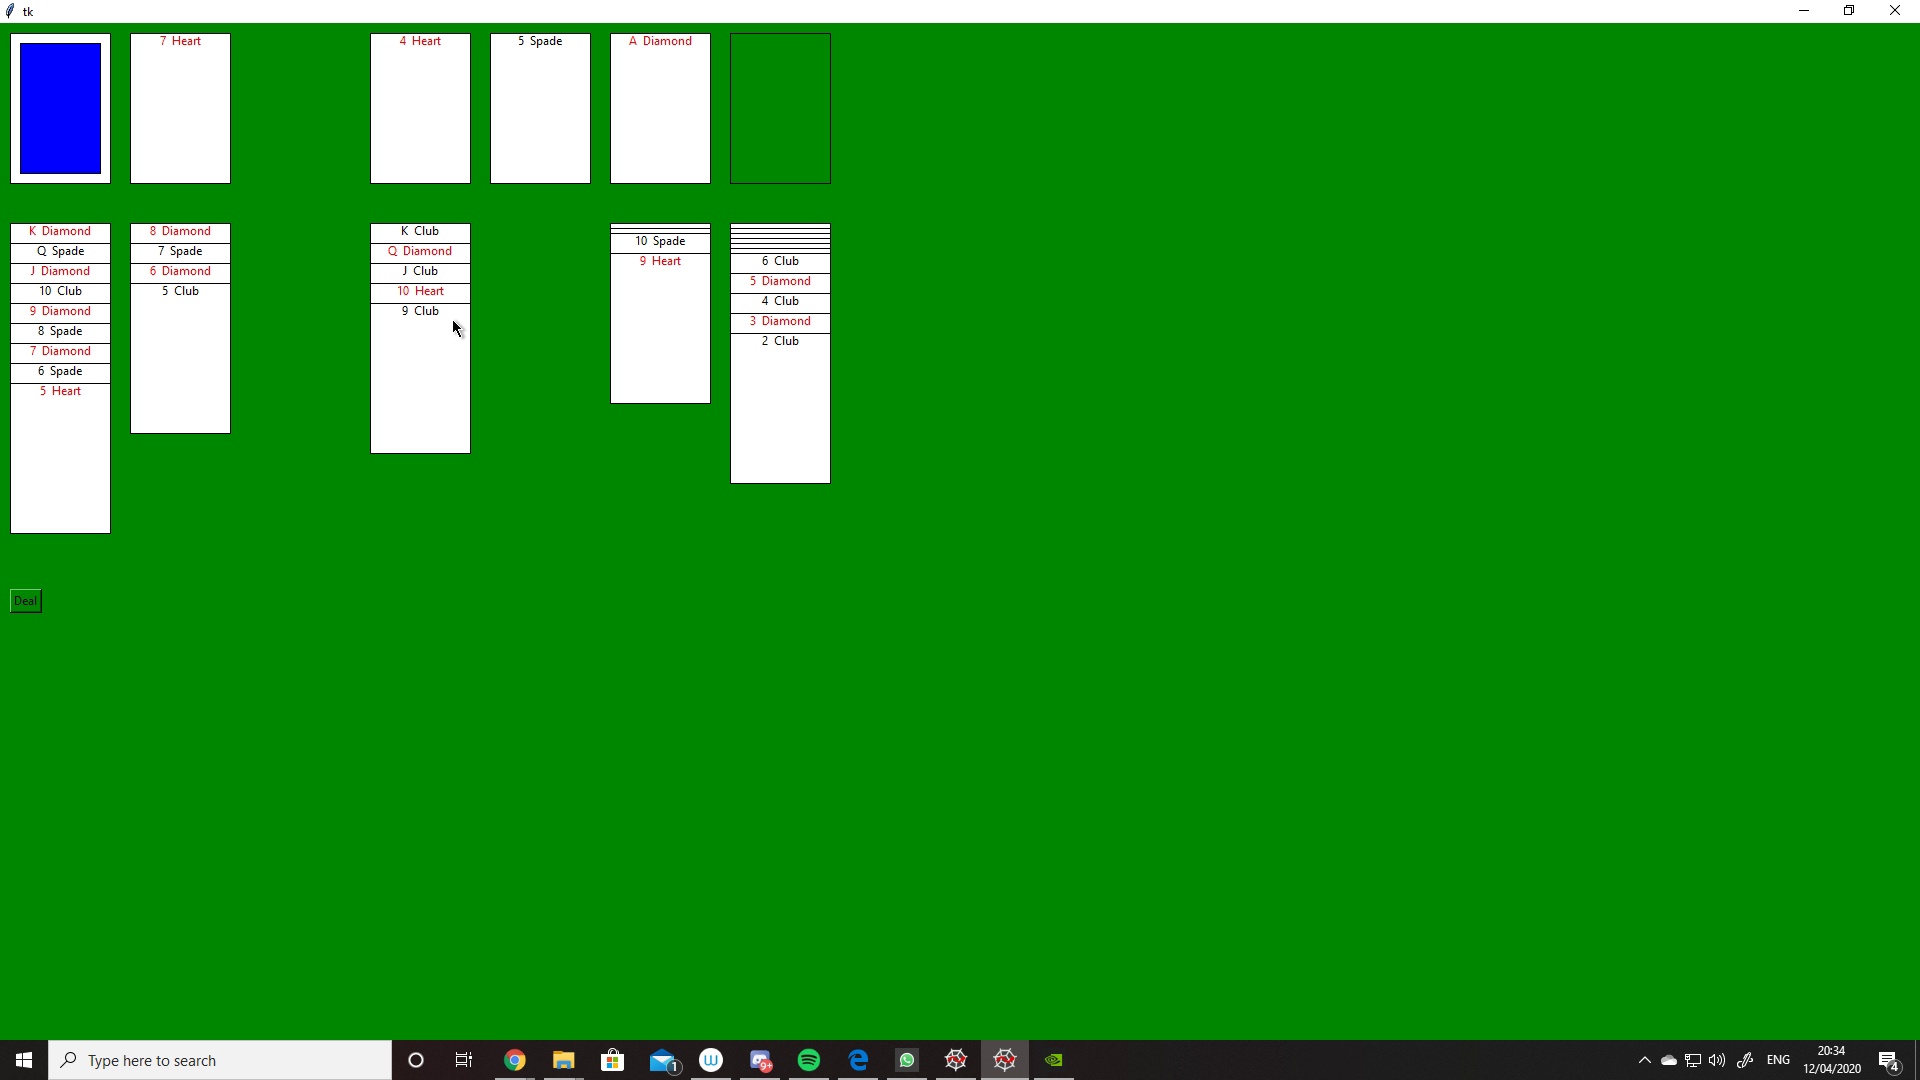 tk
7 Heart
4 Heart
5 Spade
A Diamond
K Diamond
Q Spade
J Diamond
10 Club
9 Diamond
8 Spade
7 Diamond
6 Spade
5 Heart
8 Diamond
7 Spade
6 Diamond
5 Club
K Club
Q Diamond
J Club
10 Heart
9 Club
10 Spade
9 Heart
6 Club
5 Diamond
4 Club
3 Diamond
2 Club
Deal
Type here to search
1
W
9+
ENG
20:34
12/04/2020
4